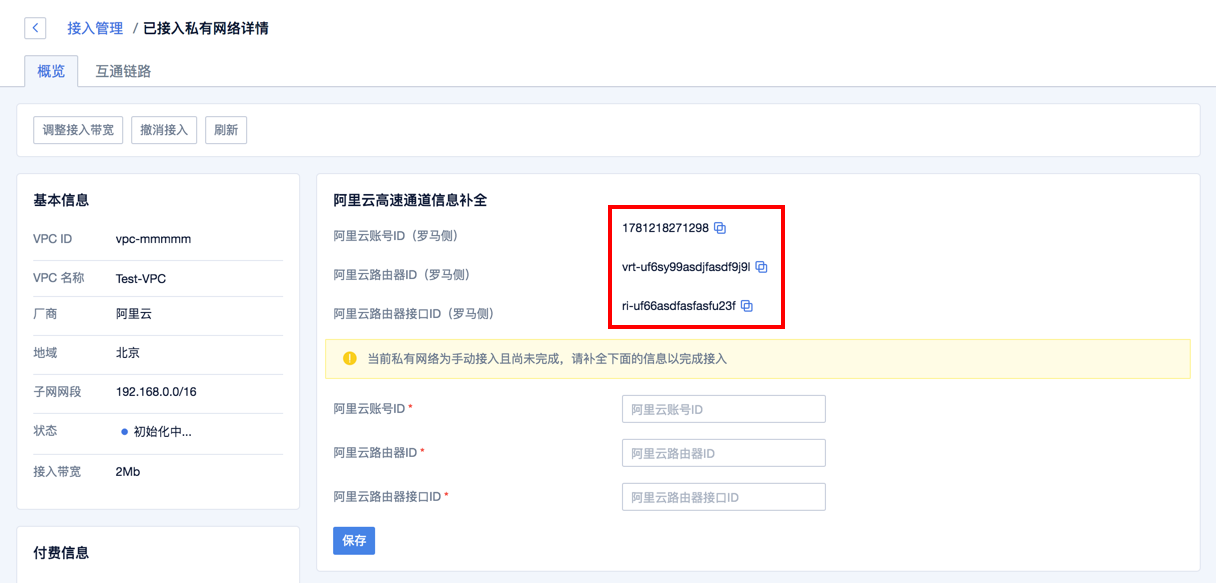 接入管理 / 已接入私有网络详情
概览 互通链路
调整接入带宽 撤消接入 刷新
基本信息
VPC ID vpc-mmmmm
VPC 名称 Test-VPC
厂商 阿里云
地域 北京
子网网段 192.168.0.0/16
状态 初始化中...
接入带宽 2Mb
付费信息
阿里云高速通道信息补全
阿里云账号ID（罗马侧） 1781218271298
阿里云路由器ID（罗马侧） vrt-uf6sy99asdjfasdf9j9l
阿里云路由器接口ID（罗马侧） ri-uf66asdfasfasfu23f
当前私有网络为手动接入且尚未完成，请补全下面的信息以完成接入
阿里云账号ID * 阿里云账号ID
阿里云路由器ID * 阿里云路由器ID
阿里云路由器接口ID * 阿里云路由器接口ID
保存